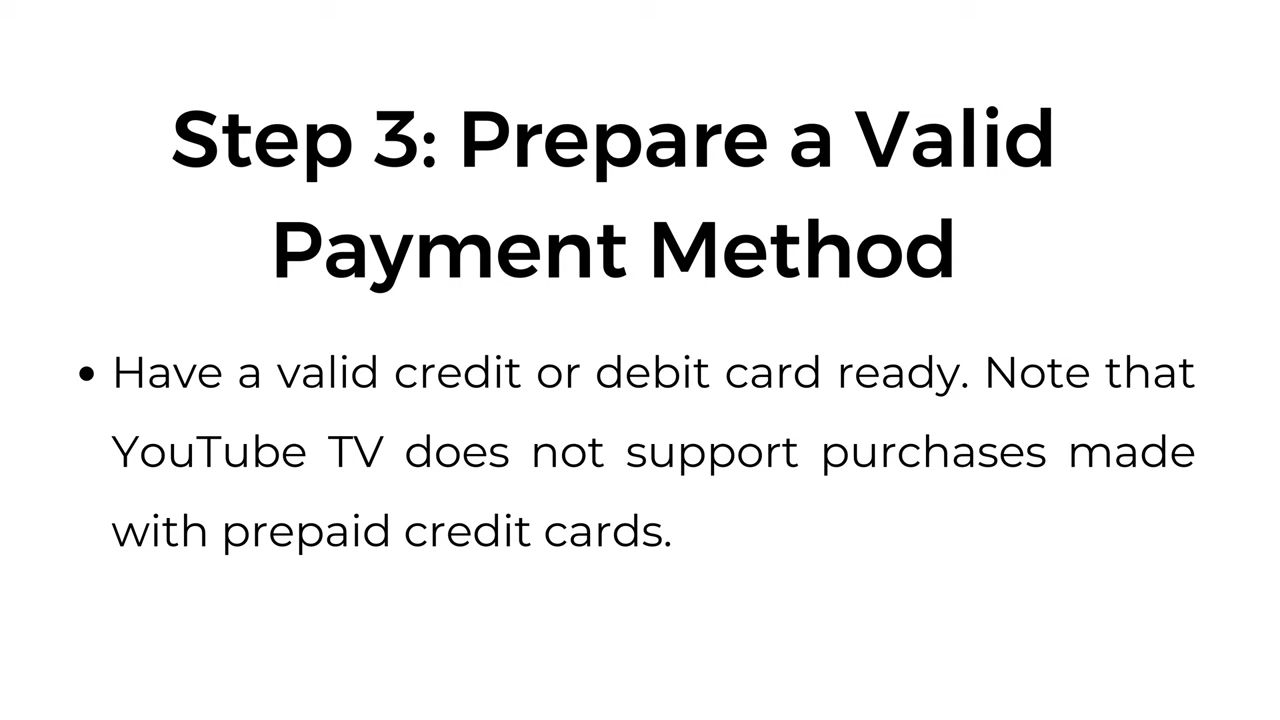 Step 3: Prepare a Valid
Payment Method
• Have a valid credit or debit card ready. Note that
YouTube TV does not support purchases made
with prepaid credit cards.